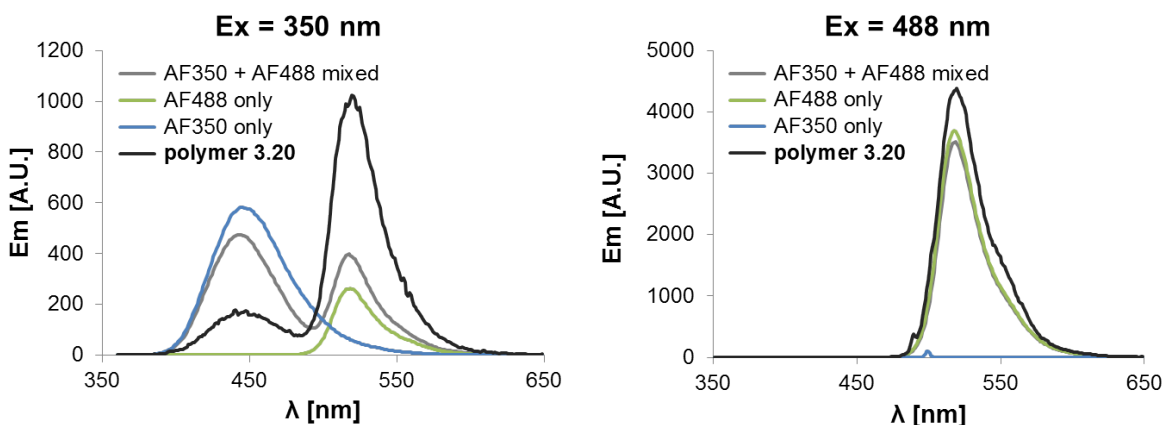 Ex = 350 nm
1200
1000
800
600
400
200
0
Em [A.U.]
AF350 + AF488 mixed
AF488 only
AF350 only
polymer 3.20
350
450
550
650
λ [nm]
Ex = 488 nm
5000
4000
3000
2000
1000
0
Em [A.U.]
AF350 + AF488 mixed
AF488 only
AF350 only
polymer 3.20
350
450
550
650
λ [nm]